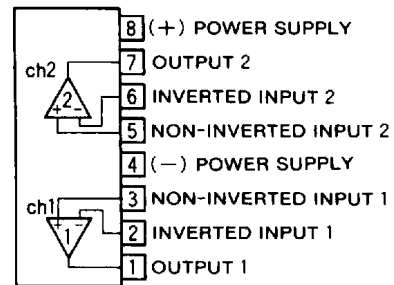 8 (+) POWER SUPPLY
7 OUTPUT 2
ch2
2
+ -
6 INVERTED INPUT 2
5 NON-INVERTED INPUT 2
4 (−) POWER SUPPLY
3 NON-INVERTED INPUT 1
ch1
+ -
1
2 INVERTED INPUT 1
1 OUTPUT 1